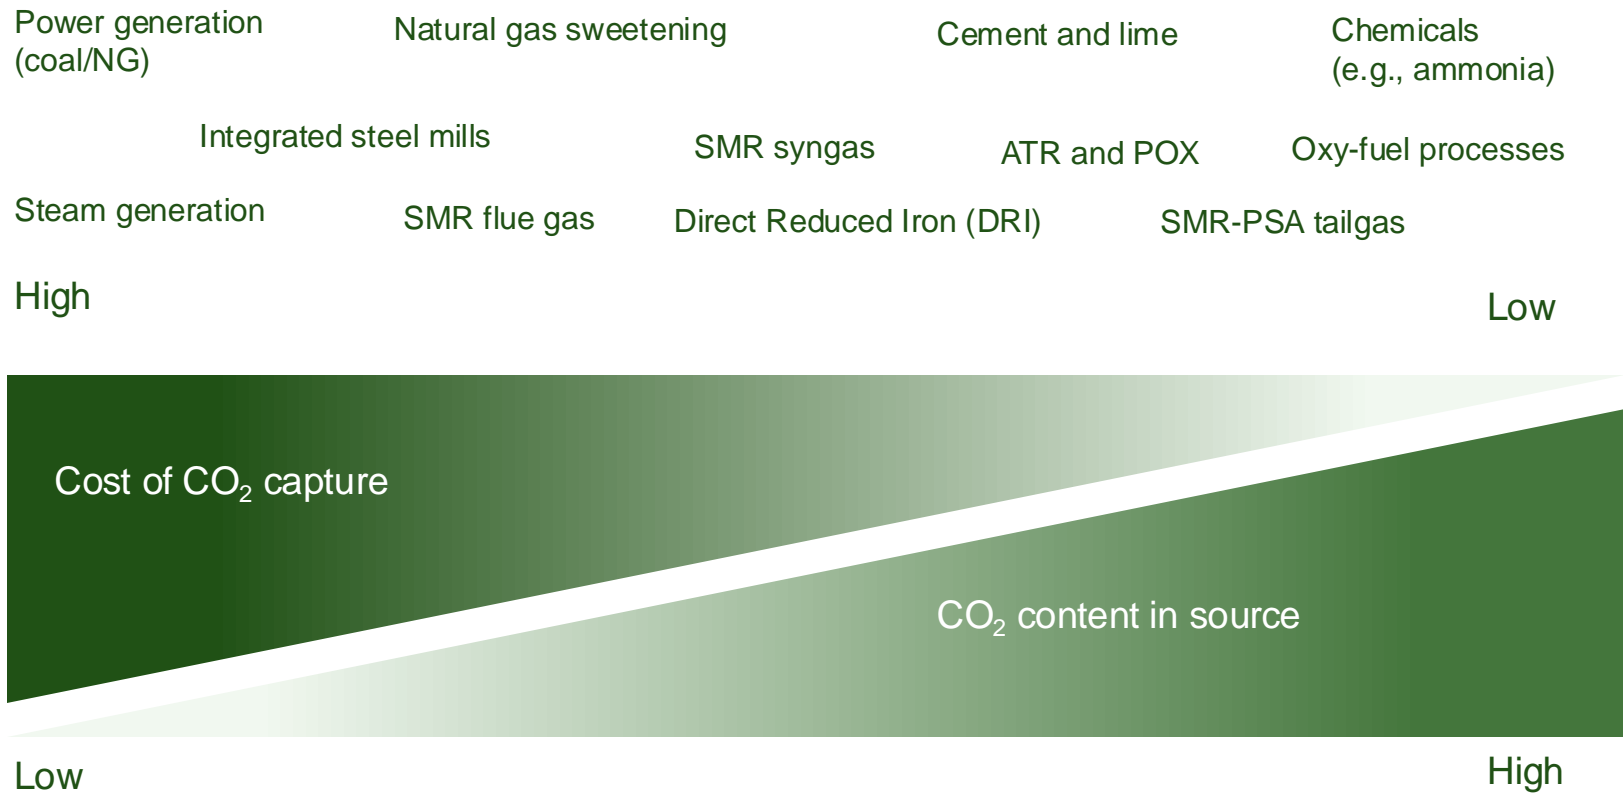 Power generation
(coal/NG)
Natural gas sweetening
Cement and lime
Chemicals
(e.g., ammonia)
Integrated steel mills
SMR syngas
ATR and POX
Oxy-fuel processes
Steam generation
SMR flue gas
Direct Reduced Iron (DRI)
SMR-PSA tailgas
High
Low
Cost of CO₂ capture
CO₂ content in source
Low
High